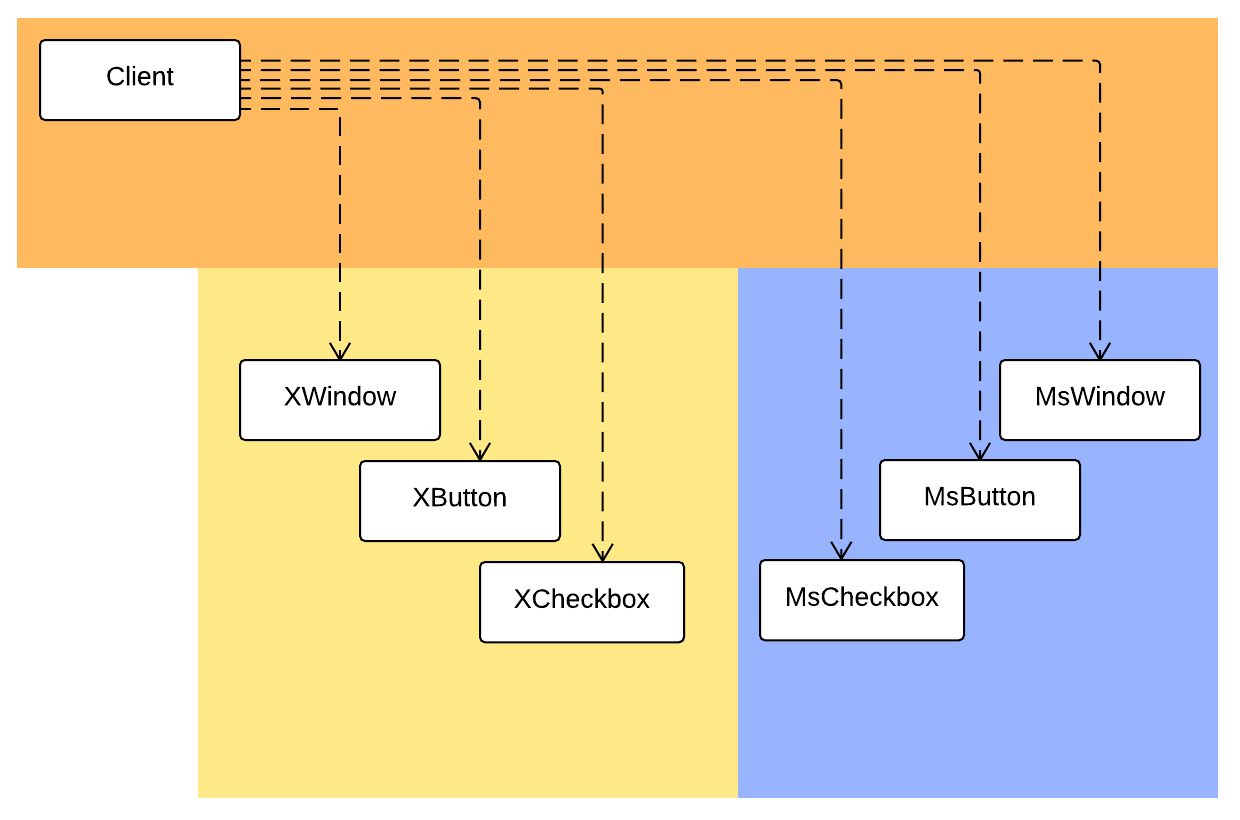 Client
XWindow
MsWindow
XButton
MsButton
XCheckbox
MsCheckbox